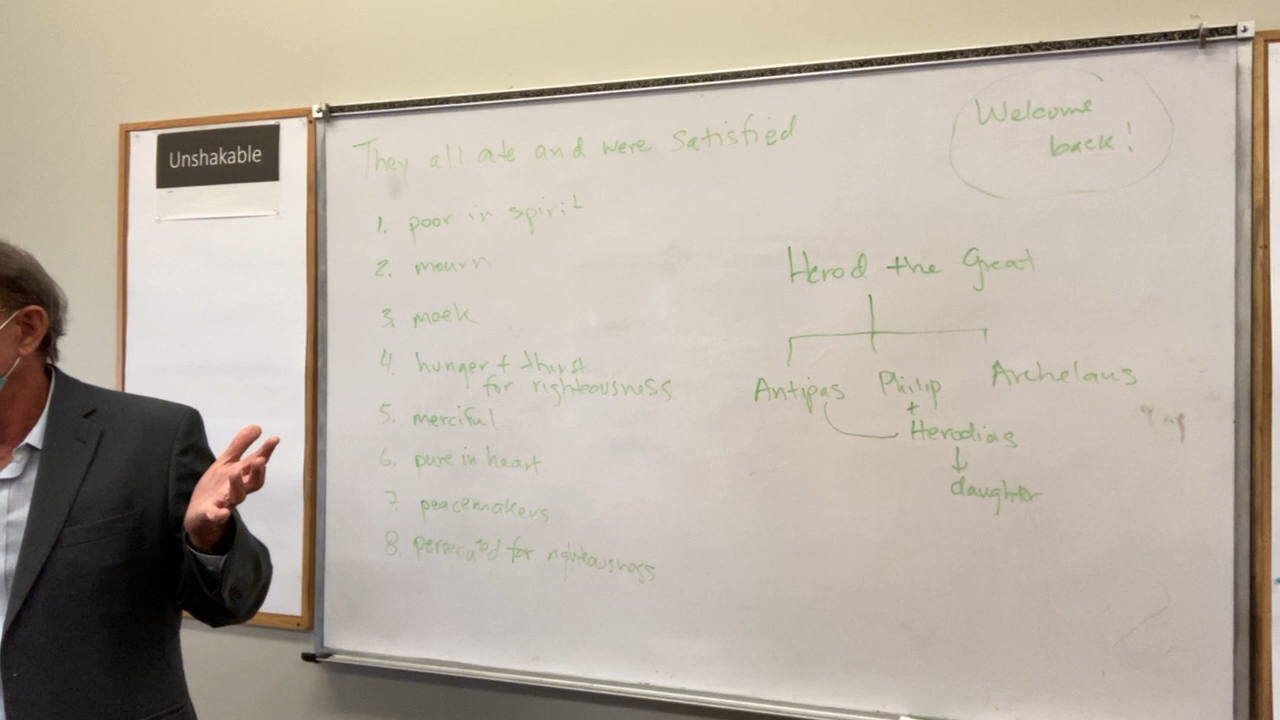 Unshakable
They all ate and were satisfied
1. poor in spirit
2. mourn
3. meek
4. hunger + thirst
for righteousness
5. merciful
6. pure in heart
7. peacemakers
8. persecuted for righteousness
Welcome
back!
Herod the Great
Antipas Philip Archelaus
+
Herodias
↓
daughter